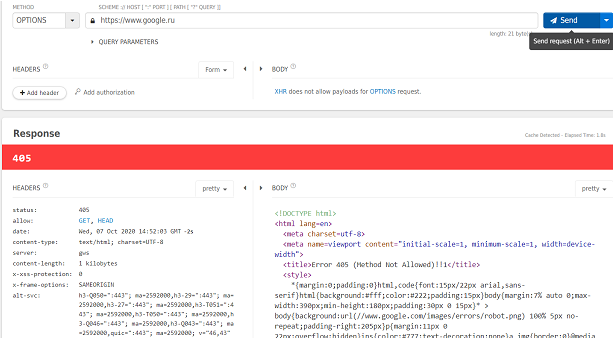 METHOD
SCHEME :// HOST [ ":" PORT ] [ PATH [ "?" QUERY ]]
OPTIONS
https://www.google.ru
Send
length: 21 byte
Send request (Alt + Enter)
QUERY PARAMETERS
HEADERS
Form
BODY
Add header
Add authorization
XHR does not allow payloads for OPTIONS request.
Response
Cache Detected - Elapsed Time: 1.8s
405
HEADERS
pretty
BODY
pretty
status: 405
allow: GET, HEAD
date: Wed, 07 Oct 2020 14:52:03 GMT -2s
content-type: text/html; charset=UTF-8
server: gws
content-length: 1 kilobytes
x-xss-protection: 0
x-frame-options: SAMEORIGIN
alt-svc: h3-Q050=":443"; ma=2592000,h3-29=":443"; ma=
2592000,h3-27=":443"; ma=2592000,h3-T051=":4
43"; ma=2592000,h3-T050=":443"; ma=2592000,h
3-Q046=":443"; ma=2592000,h3-Q043=":443"; ma
=2592000,quic=":443"; ma=2592000; v="46,43"
<!DOCTYPE html>
<html lang=en>
<meta charset=utf-8>
<meta name=viewport content="initial-scale=1, minimum-scale=1, width=device-
width">
<title>Error 405 (Method Not Allowed)!!1</title>
<style>
*{margin:0;padding:0}html,code{font:15px/22px arial,sans-
serif}html{background:#fff;color:#222;padding:15px}body{margin:7% auto 0;max-
width:390px;min-height:180px;padding:30px 0 15px}* >
body{background:url(//www.google.com/images/errors/robot.png) 100% 5px no-
repeat;padding-right:205px}p{margin:11px 0
22px;overflow:hidden}ins{color:#777;text-decoration:none}a img{border:0}@media